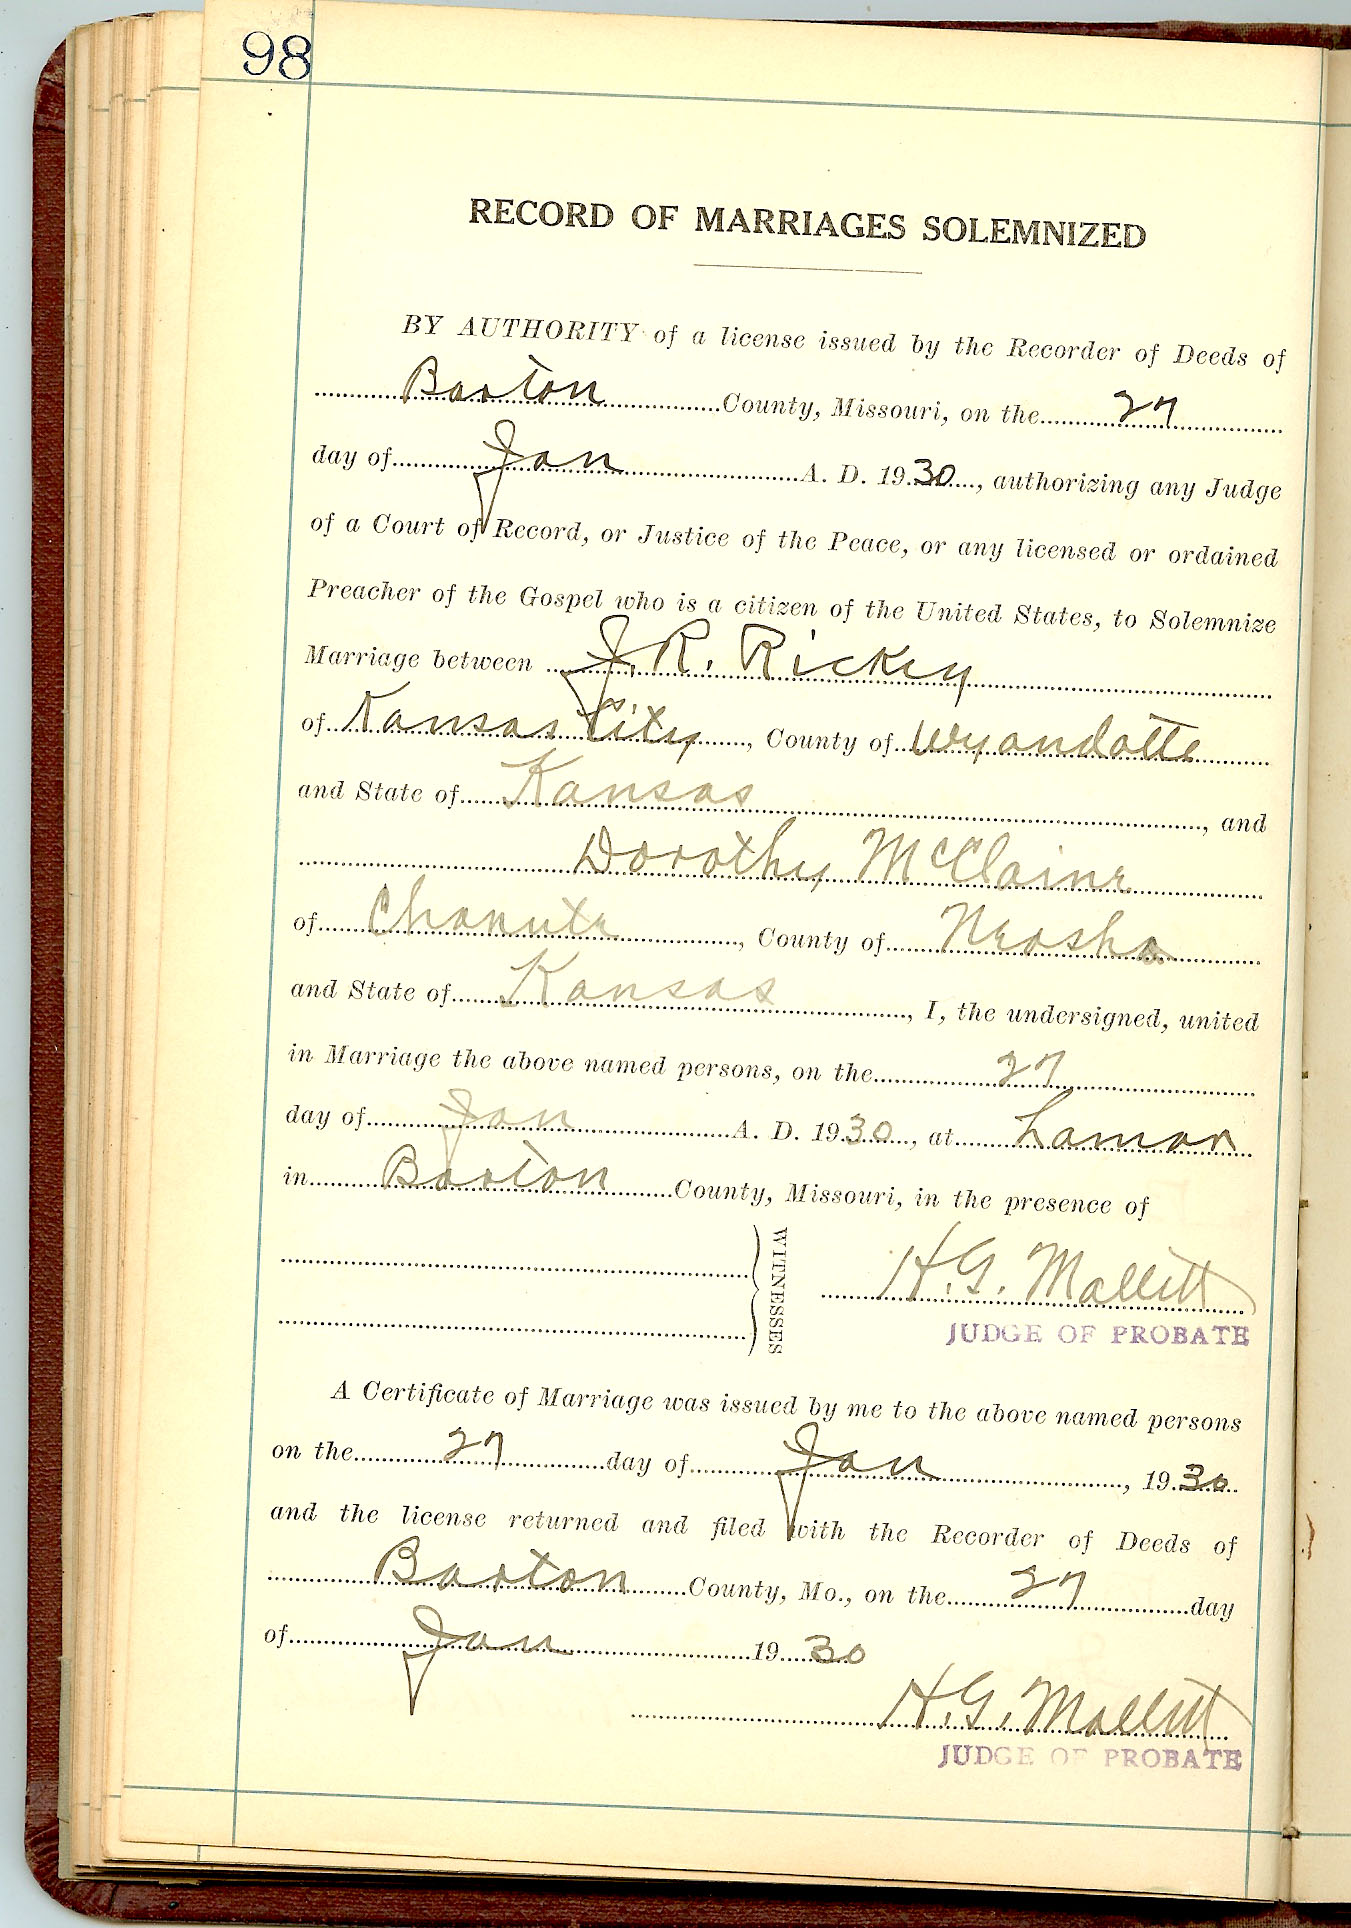 98
RECORD OF MARRIAGES SOLEMNIZED
BY AUTHORITY of a license issued by the Recorder of Deeds of
Barton County, Missouri, on the 27
day of Jan A. D. 1930, authorizing any Judge
of a Court of Record, or Justice of the Peace, or any licensed or ordained
Preacher of the Gospel who is a citizen of the United States, to Solemnize
Marriage between J. R. Rickey
of Kansas City, County of Wyandotte
and State of Kansas, and
Dorothy McClaine
of Chanute, County of Neosho
and State of Kansas, I, the undersigned, united
in Marriage the above named persons, on the 27
day of Jan A. D. 1930, at Lamar
in Barton County, Missouri, in the presence of
WITNESSES
H. G. Mallett
JUDGE OF PROBATE
A Certificate of Marriage was issued by me to the above named persons
on the 27 day of Jan, 1930
and the license returned and filed with the Recorder of Deeds of
Barton County, Mo., on the 27 day
of Jan 1930
H. G. Mallett
JUDGE OF PROBATE